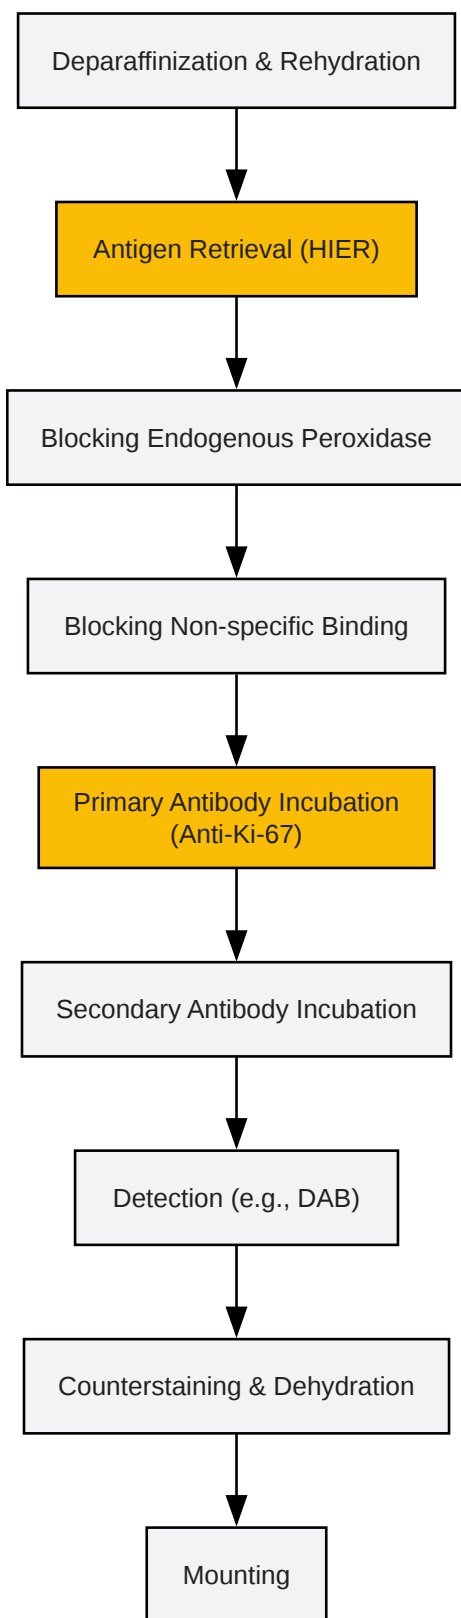 Deparaffinization & Rehydration
Antigen Retrieval (HIER)
Blocking Endogenous Peroxidase
Blocking Non-specific Binding
Primary Antibody Incubation
(Anti-Ki-67)
Secondary Antibody Incubation
Detection (e.g., DAB)
Counterstaining & Dehydration
Mounting